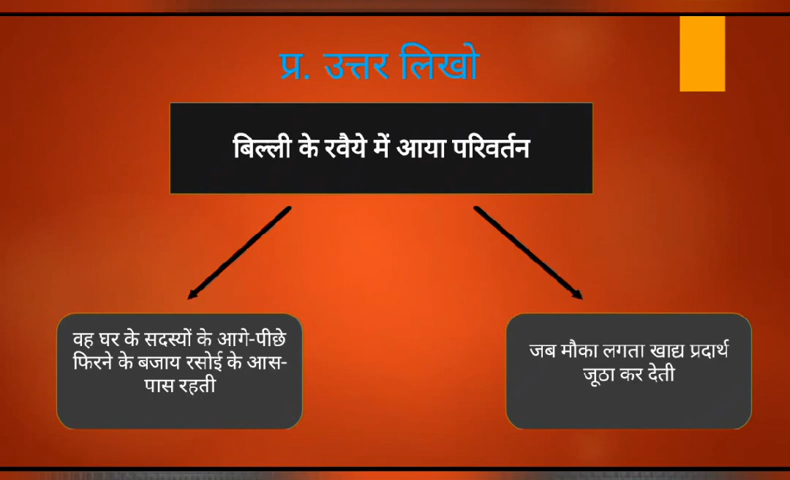 प्र. उत्तर लिखो
बिल्ली के रवैये में आया परिवर्तन
वह घर के सदस्यों के आगे-पीछे
फिरने के बजाय रसोई के आस-
पास रहती
जब मौका लगता खाद्य प्रदार्थ
जूठा कर देती